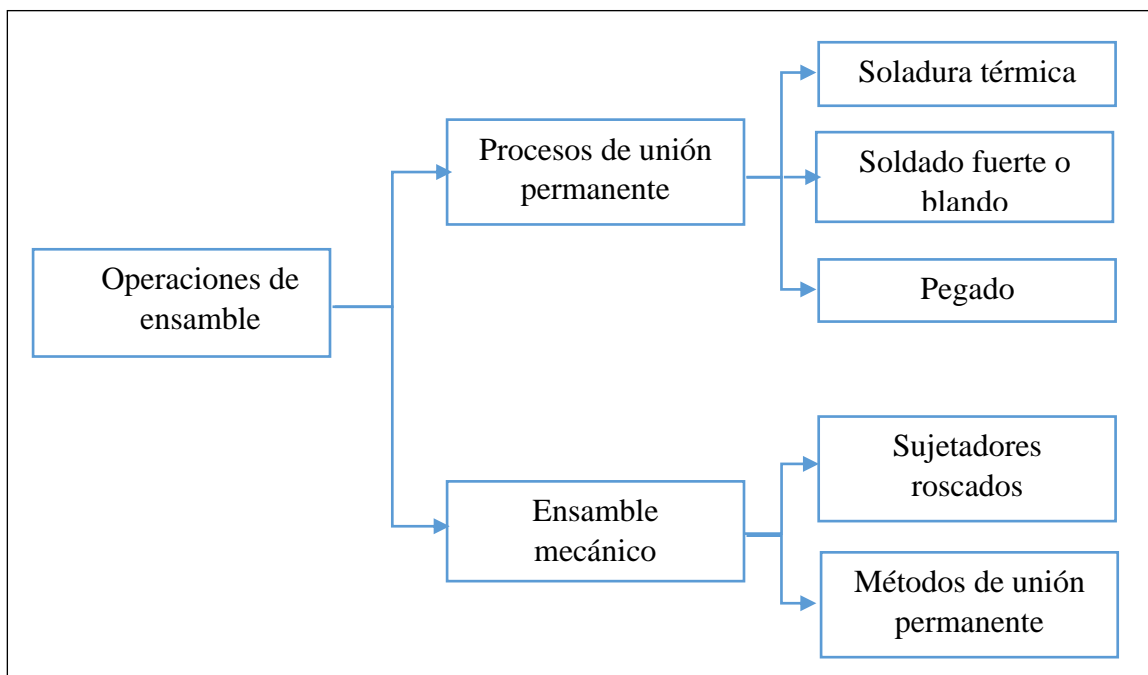 Soladura térmica
Procesos de unión
permanente
Soldado fuerte o
blando
Operaciones de
ensamble
Pegado
Sujetadores
roscados
Ensamble
mecánico
Métodos de unión
permanente